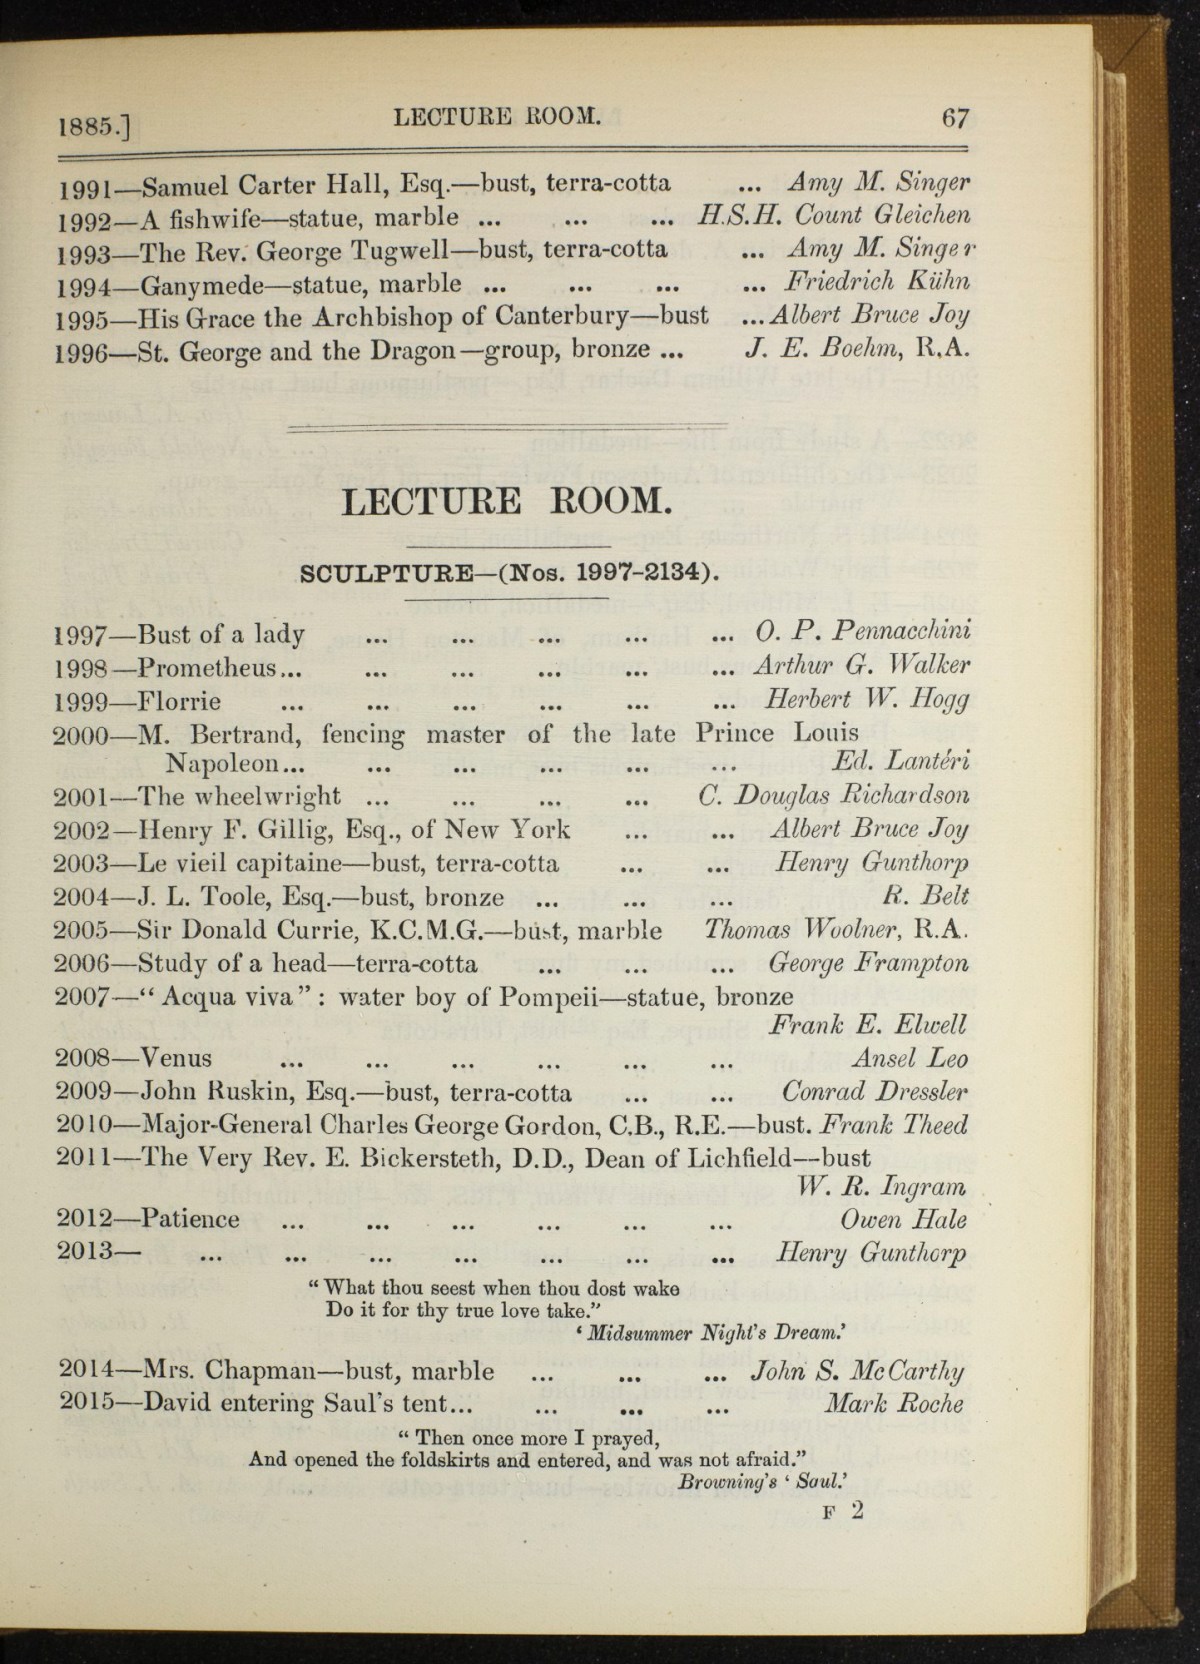 1885.] LECTURE ROOM. 67
1991—Samuel Carter Hall, Esq.—bust, terra-cotta ... Amy M. Singer
1992—A fishwife—statue, marble ... ... ... H.S.H. Count Gleichen
1993—The Rev. George Tugwell—bust, terra-cotta ... Amy M. Singer
1994—Ganymede—statue, marble ... ... ... ... Friedrich Kühn
1995—His Grace the Archbishop of Canterbury—bust ... Albert Bruce Joy
1996—St. George and the Dragon—group, bronze ... J. E. Boehm, R.A.
LECTURE ROOM.
SCULPTURE—(Nos. 1997-2134).
1997—Bust of a lady ... ... ... ... ... O. P. Pennacchini
1998—Prometheus... ... ... ... ... ... Arthur G. Walker
1999—Florrie ... ... ... ... ... ... Herbert W. Hogg
2000—M. Bertrand, fencing master of the late Prince Louis
Napoleon... ... ... ... ... ... Ed. Lantéri
2001—The wheelwright ... ... ... ... C. Douglas Richardson
2002—Henry F. Gillig, Esq., of New York ... ... Albert Bruce Joy
2003—Le vieil capitaine—bust, terra-cotta ... ... Henry Gunthorp
2004—J. L. Toole, Esq.—bust, bronze ... ... ... R. Belt
2005—Sir Donald Currie, K.C.M.G.—bust, marble Thomas Woolner, R.A.
2006—Study of a head—terra-cotta ... ... ... George Frampton
2007—“Acqua viva”: water boy of Pompeii—statue, bronze
Frank E. Elwell
2008—Venus ... ... ... ... ... ... Ansel Leo
2009—John Ruskin, Esq.—bust, terra-cotta ... ... Conrad Dressler
2010—Major-General Charles George Gordon, C.B., R.E.—bust. Frank Theed
2011—The Very Rev. E. Bickersteth, D.D., Dean of Lichfield—bust
W. R. Ingram
2012—Patience ... ... ... ... ... ... Owen Hale
2013— ... ... ... ... ... ... ... Henry Gunthorp
“What thou seest when thou dost wake
Do it for thy true love take.”
‘Midsummer Night's Dream.’
2014—Mrs. Chapman—bust, marble ... ... ... John S. McCarthy
2015—David entering Saul's tent... ... ... ... Mark Roche
“Then once more I prayed,
And opened the foldskirts and entered, and was not afraid.”
Browning's ‘Saul.’
F 2